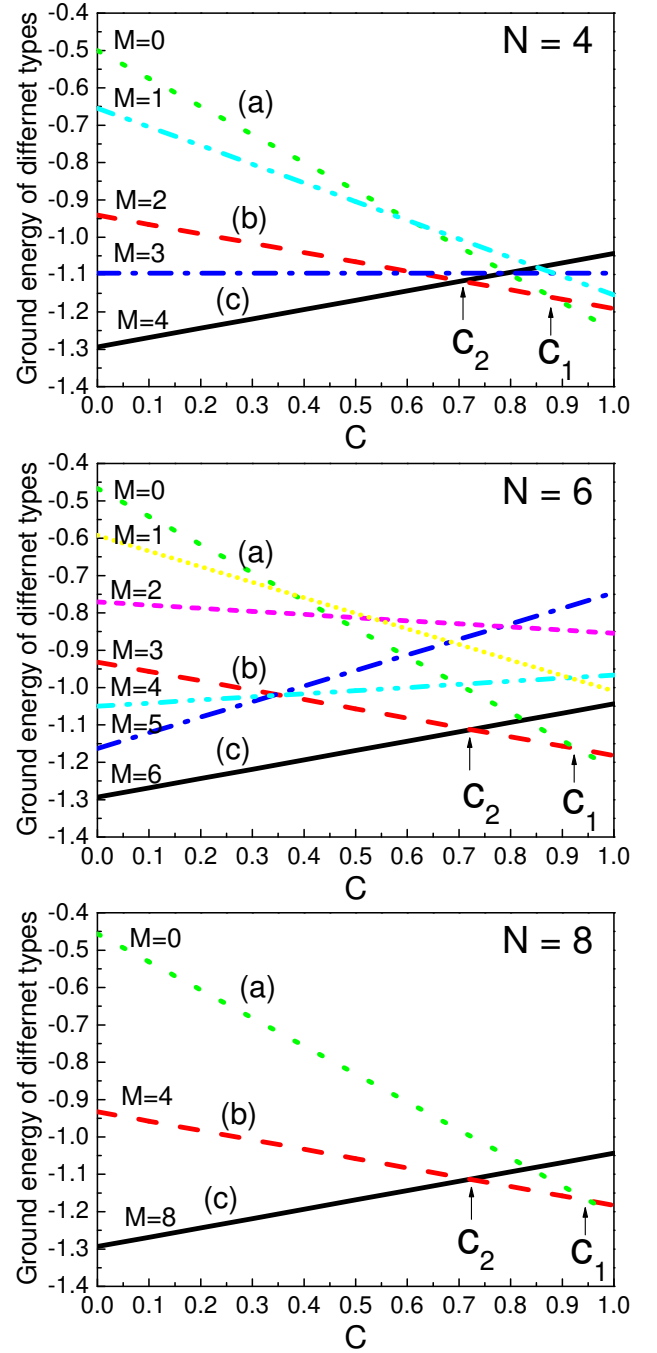 Ground energy of differnet types
-0.4
-0.5
-0.6
-0.7
-0.8
-0.9
-1.0
-1.1
-1.2
-1.3
-1.4
N = 4
M=0
M=1
(a)
M=2
(b)
M=3
(c)
M=4
c₂
c₁
0.0 0.1 0.2 0.3 0.4 0.5 0.6 0.7 0.8 0.9 1.0
C
Ground energy of differnet types
-0.4
-0.5
-0.6
-0.7
-0.8
-0.9
-1.0
-1.1
-1.2
-1.3
-1.4
N = 6
M=0
M=1
(a)
M=2
M=3
(b)
M=4
M=5
(c)
M=6
c₂
c₁
0.0 0.1 0.2 0.3 0.4 0.5 0.6 0.7 0.8 0.9 1.0
C
Ground energy of differnet types
-0.4
-0.5
-0.6
-0.7
-0.8
-0.9
-1.0
-1.1
-1.2
-1.3
-1.4
N = 8
M=0
(a)
M=4
(b)
(c)
M=8
c₂
c₁
0.0 0.1 0.2 0.3 0.4 0.5 0.6 0.7 0.8 0.9 1.0
C